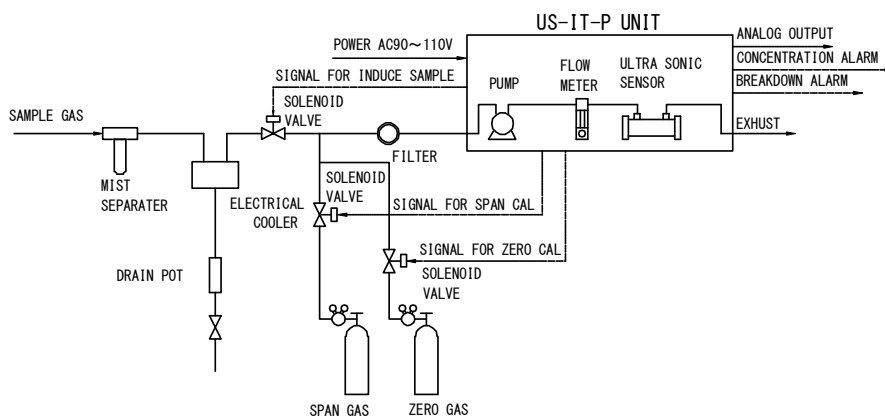 US-IT-P UNIT
POWER AC90～110V
ANALOG OUTPUT
CONCENTRATION ALARM
BREAKDOWN ALARM
SIGNAL FOR INDUCE SAMPLE
PUMP
FLOW
METER
ULTRA SONIC
SENSOR
SAMPLE GAS
SOLENOID
VALVE
EXHUST
FILTER
MIST
SEPARATER
SOLENOID
VALVE
ELECTRICAL
COOLER
SIGNAL FOR SPAN CAL
SIGNAL FOR ZERO CAL
SOLENOID
VALVE
DRAIN POT
SPAN GAS
ZERO GAS